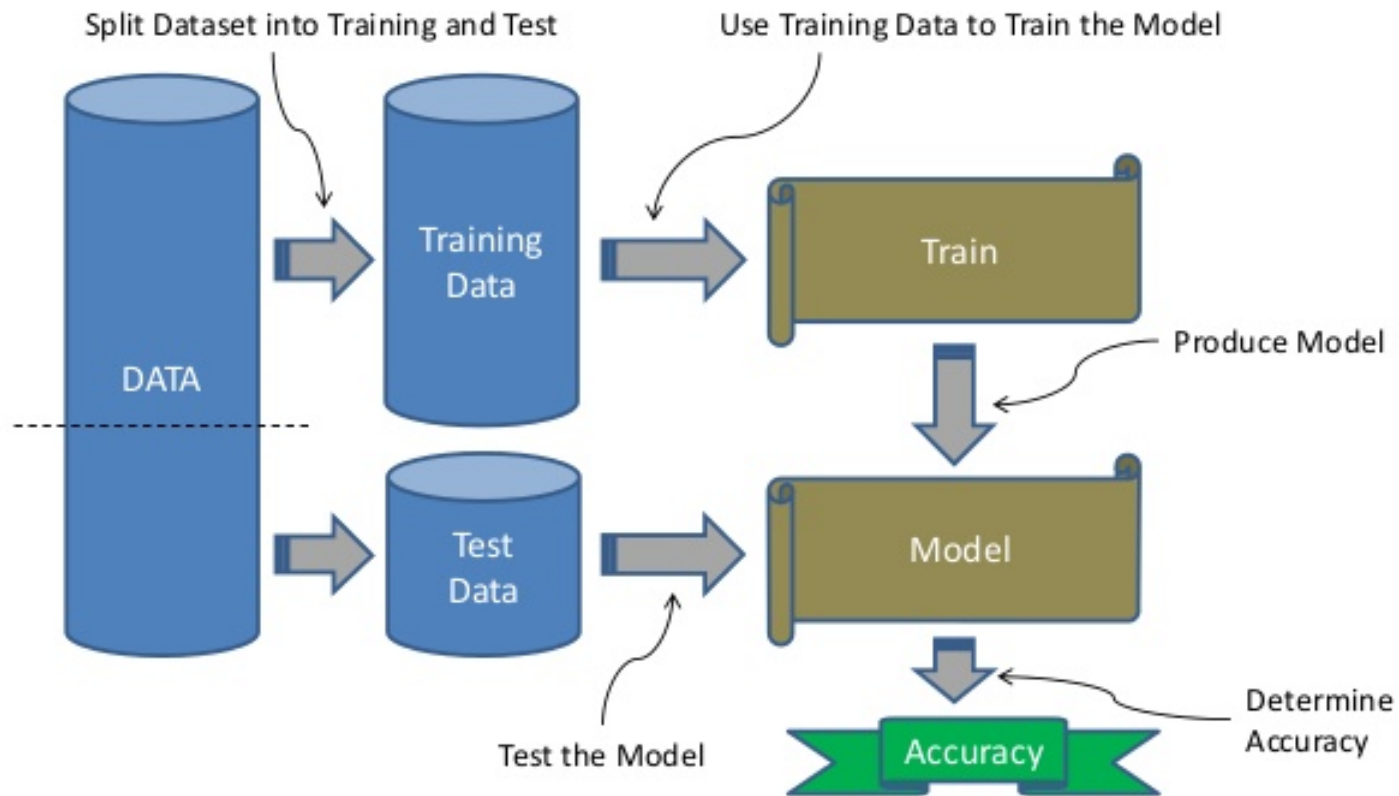 Split Dataset into Training and Test
Use Training Data to Train the Model
Training
Data
Train
Produce Model
DATA
Test
Data
Model
Test the Model
Determine
Accuracy
Accuracy